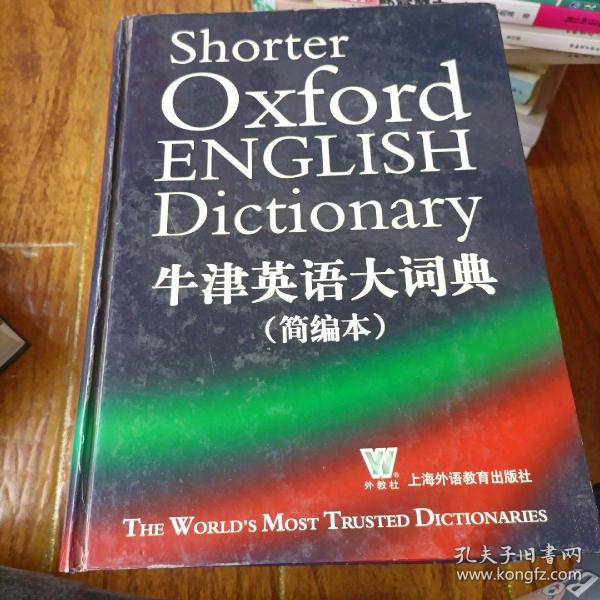 Shorter
Oxford
ENGLISH
Dictionary
牛津英语大词典
（简编本）
W®
外教社 上海外语教育出版社
THE WORLD'S MOST TRUSTED DICTIONARIES
孔夫子旧书网
www.kongfz.com